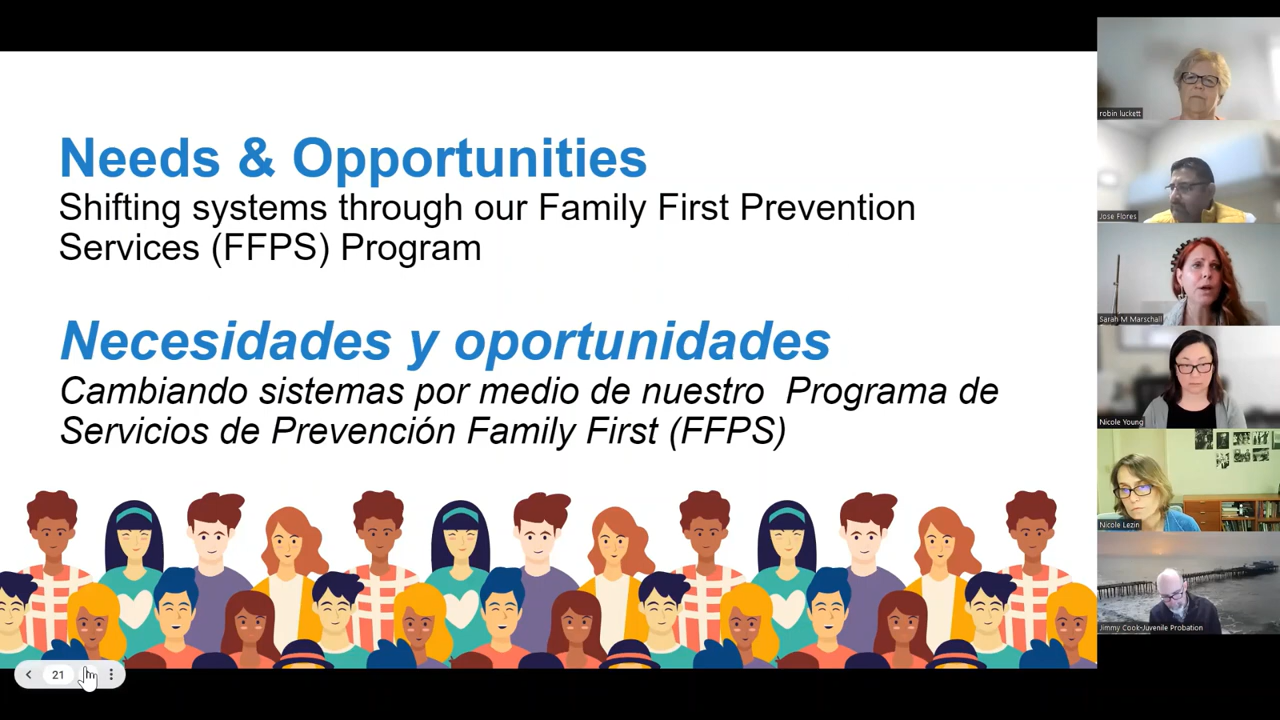 Needs & Opportunities
Shifting systems through our Family First Prevention
Services (FFPS) Program
Necesidades y oportunidades
Cambiando sistemas por medio de nuestro  Programa de
Servicios de Prevención Family First (FFPS)
21
robin luckett
Jose Flores
Sarah M Marschall
Nicole Young
Nicole Lezin
Jimmy Cook-Juvenile Probation